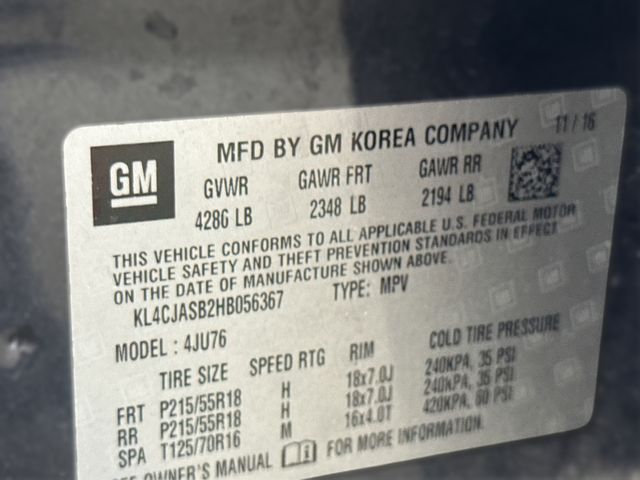 MFD BY GM KOREA COMPANY 11/16
GM
GVWR GAWR FRT GAWR RR
4286 LB 2348 LB 2194 LB
THIS VEHICLE CONFORMS TO ALL APPLICABLE U.S. FEDERAL MOTOR
VEHICLE SAFETY AND THEFT PREVENTION STANDARDS IN EFFECT
ON THE DATE OF MANUFACTURE SHOWN ABOVE.
KL4CJASB2HB056367 TYPE: MPV
MODEL: 4JU76
TIRE SIZE SPEED RTG RIM COLD TIRE PRESSURE
FRT P215/55R18 H 18x7.0J 240KPA, 35 PSI
RR P215/55R18 H 18x7.0J 240KPA, 35 PSI
SPA T125/70R16 M 16x4.0T 420KPA, 60 PSI
OWNER'S MANUAL FOR MORE INFORMATION.